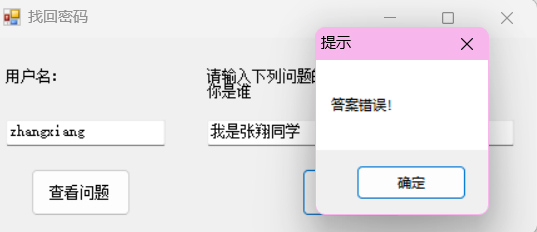 找回密码
提示
用户名：
请输入下列问题的
你是谁
答案错误!
zhangxiang
我是张翔同学
查看问题
确定